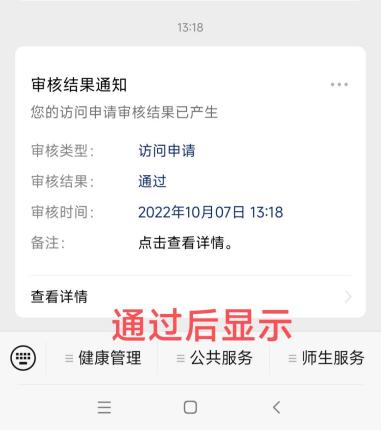 13:18
审核结果通知
您的访问申请审核结果已产生
审核类型： 访问申请
审核结果： 通过
审核时间： 2022年10月07日 13:18
备注： 点击查看详情。
查看详情
通过后显示
健康管理 公共服务 师生服务